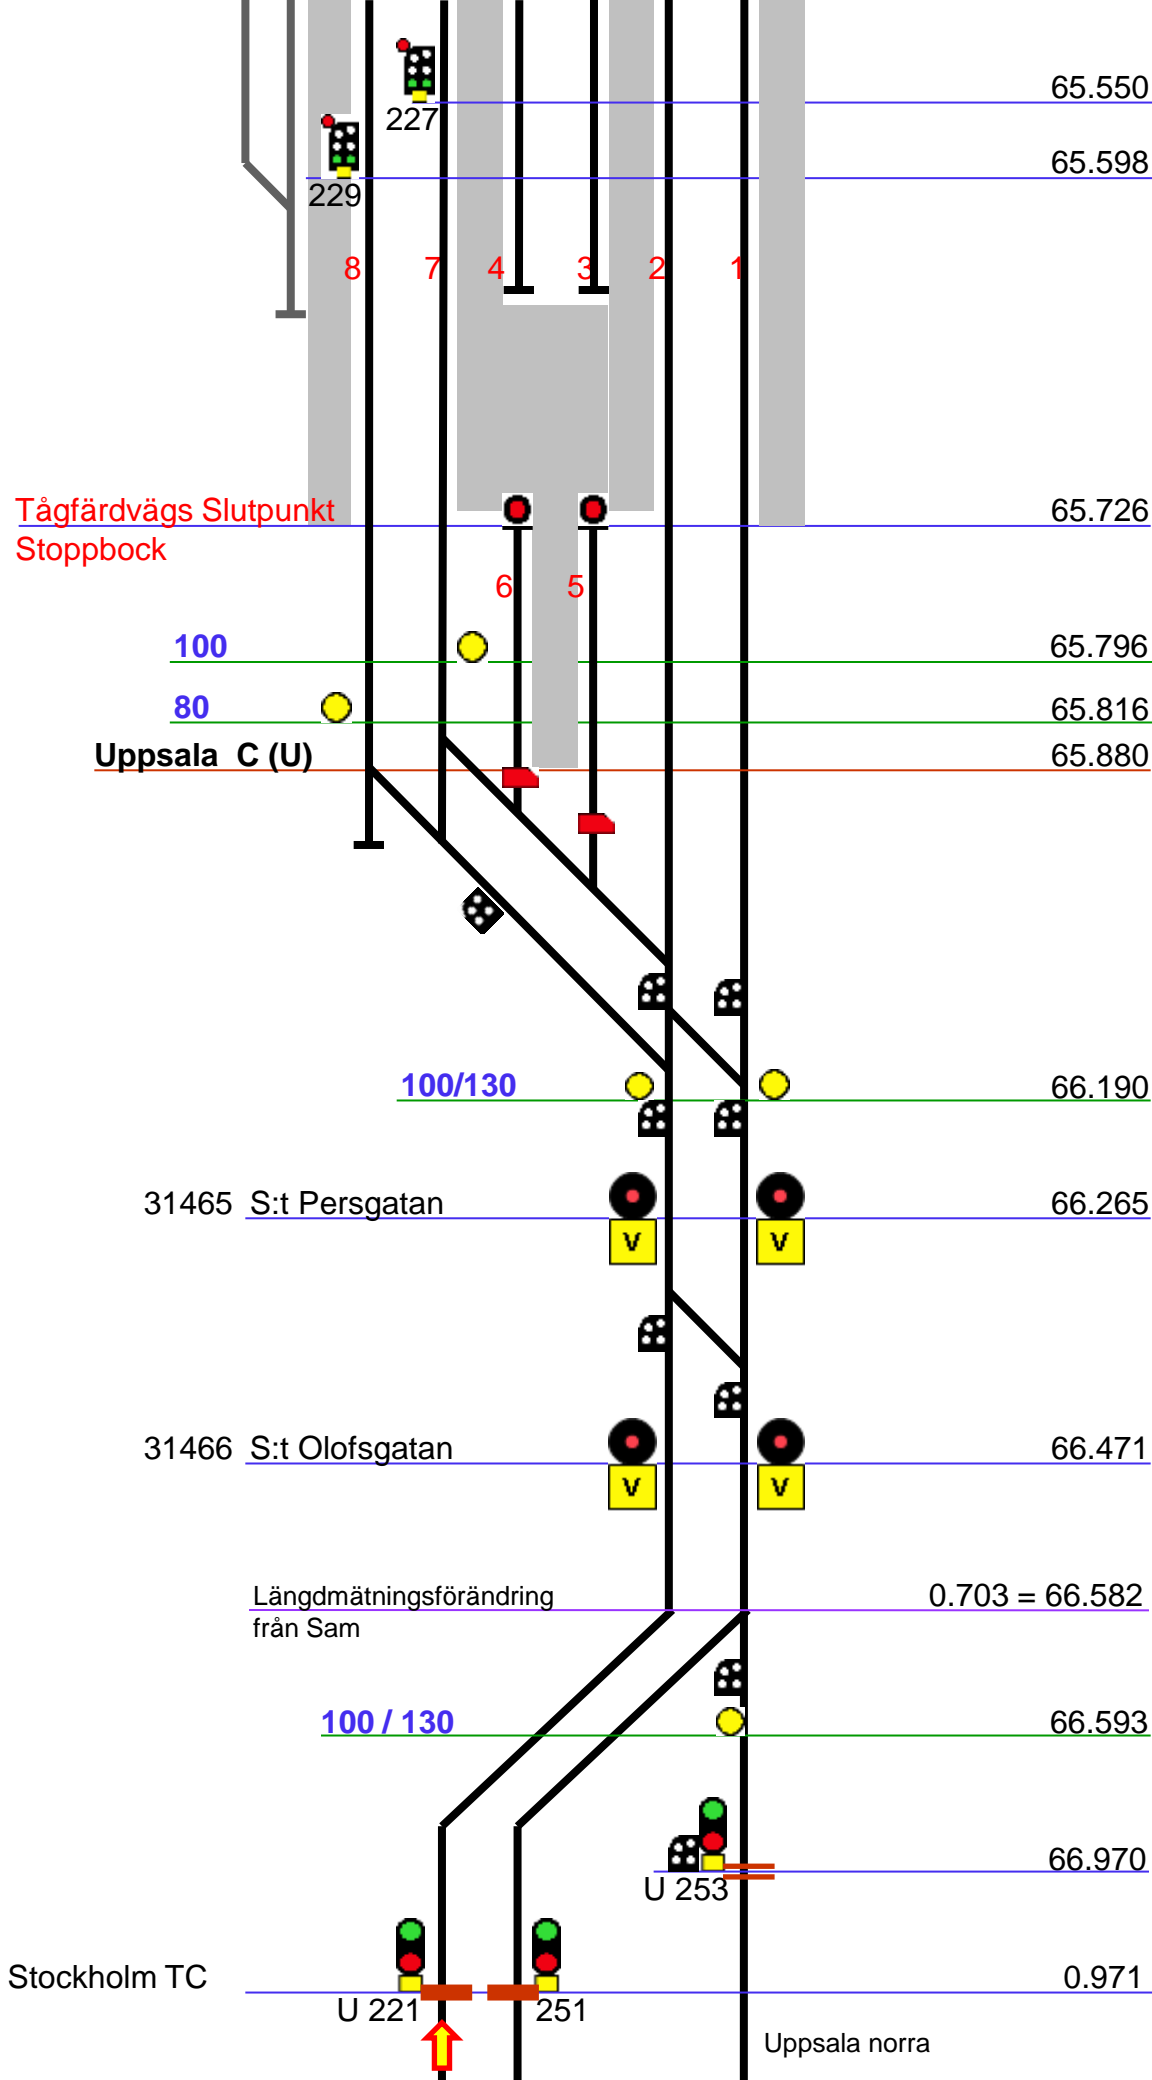 65.550
227
65.598
229
8 7 4 3 2 1
Tågfärdvägs Slutpunkt 65.726
Stoppbock
6 5
100 65.796
80 65.816
Uppsala C (U) 65.880
100/130 66.190
31465 S:t Persgatan 66.265
V V
31466 S:t Olofsgatan 66.471
V V
Längdmätningsförändring 0.703 = 66.582
från Sam
100 / 130 66.593
66.970
U 253
Stockholm TC 0.971
U 221 251
Uppsala norra